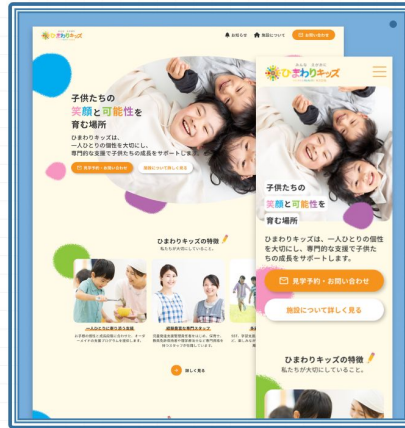 ひまわりキッズ
お知らせ
施設について
お問い合わせ
子供たちの
笑顔と可能性を
育む場所
ひまわりキッズは、
一人ひとりの個性を大切にし、
専門的な支援で子供たちの成長をサポートします。
見学予約・お問い合わせ
施設について詳しく見る
ひまわりキッズの特徴
私たちが大切にしていること。
一人ひとりに寄り添う支援
経験豊富な専門スタッフ
詳しく見る
ひまわりキッズ
子供たちの
笑顔と可能性を
育む場所
ひまわりキッズは、一人ひとりの個性
を大切にし、専門的な支援で子供た
ちの成長をサポートします。
見学予約・お問い合わせ
施設について詳しく見る
ひまわりキッズの特徴
私たちが大切にしていること。